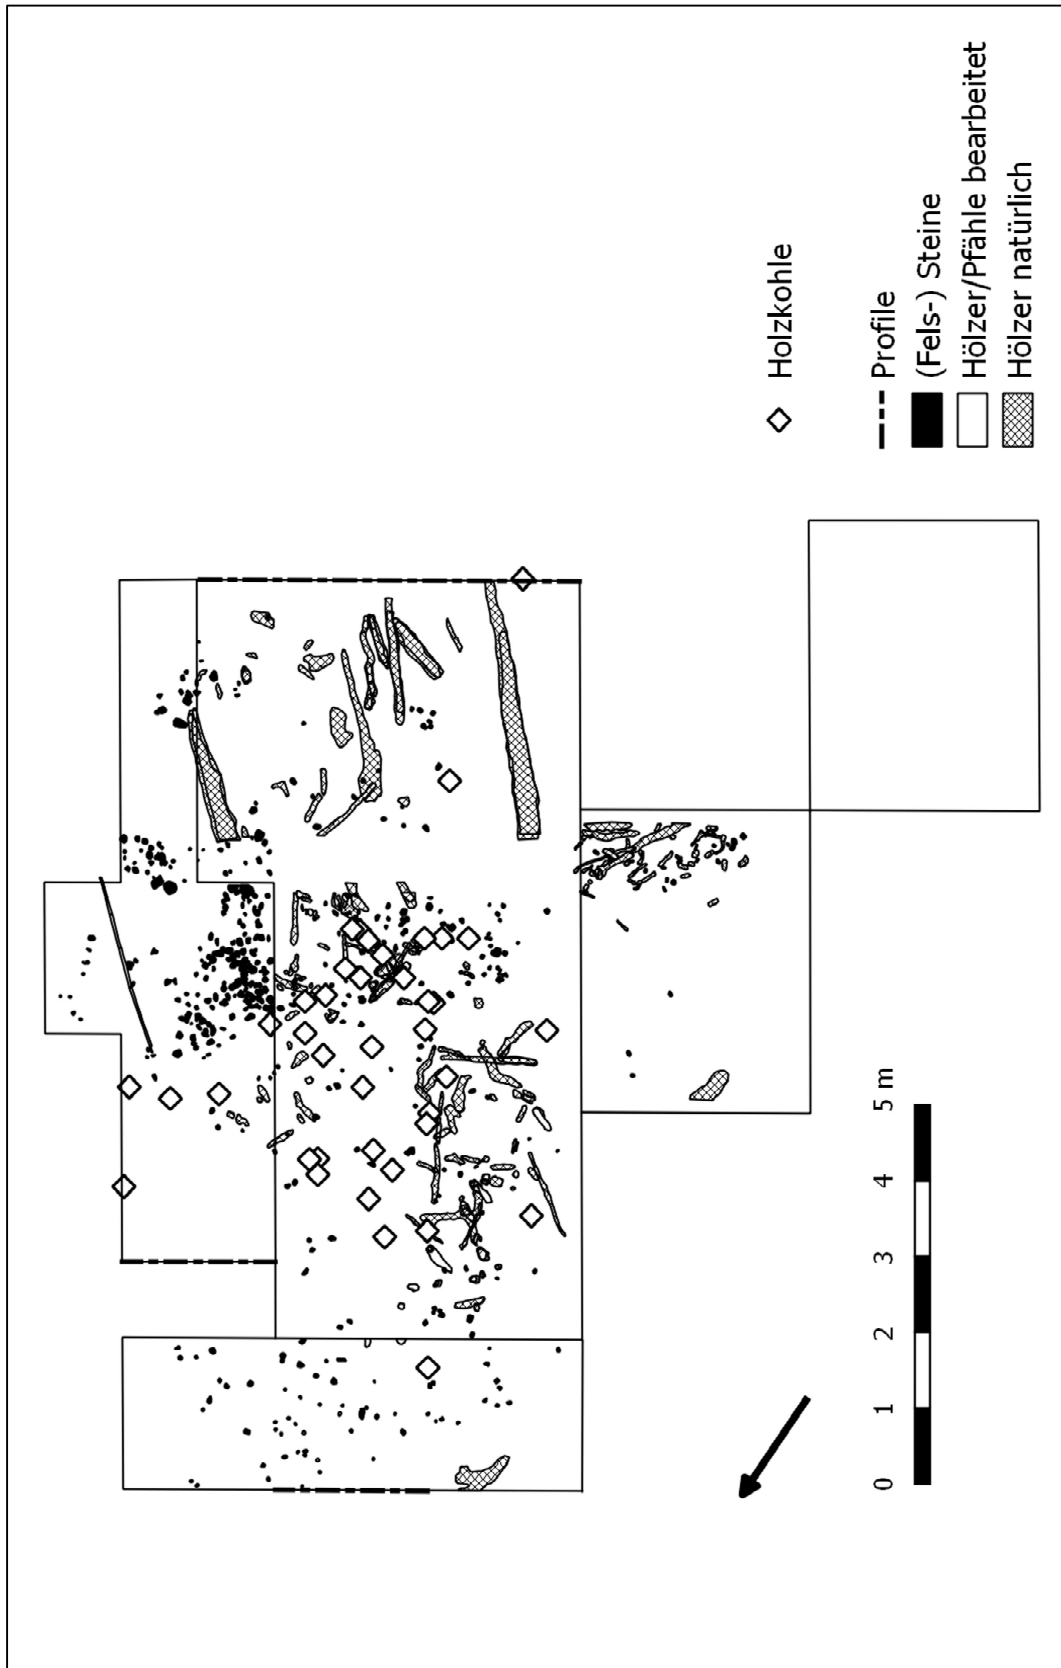 Holzkohle
Profile
(Fels-) Steine
Hölzer/Pfähle bearbeitet
Hölzer natürlich
0 1 2 3 4 5 m